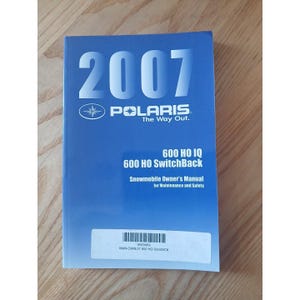 2007
POLARIS
The Way Out.
600 HO IQ
600 HO SwitchBack
Snowmobile Owner's Manual
for Maintenance and Safety